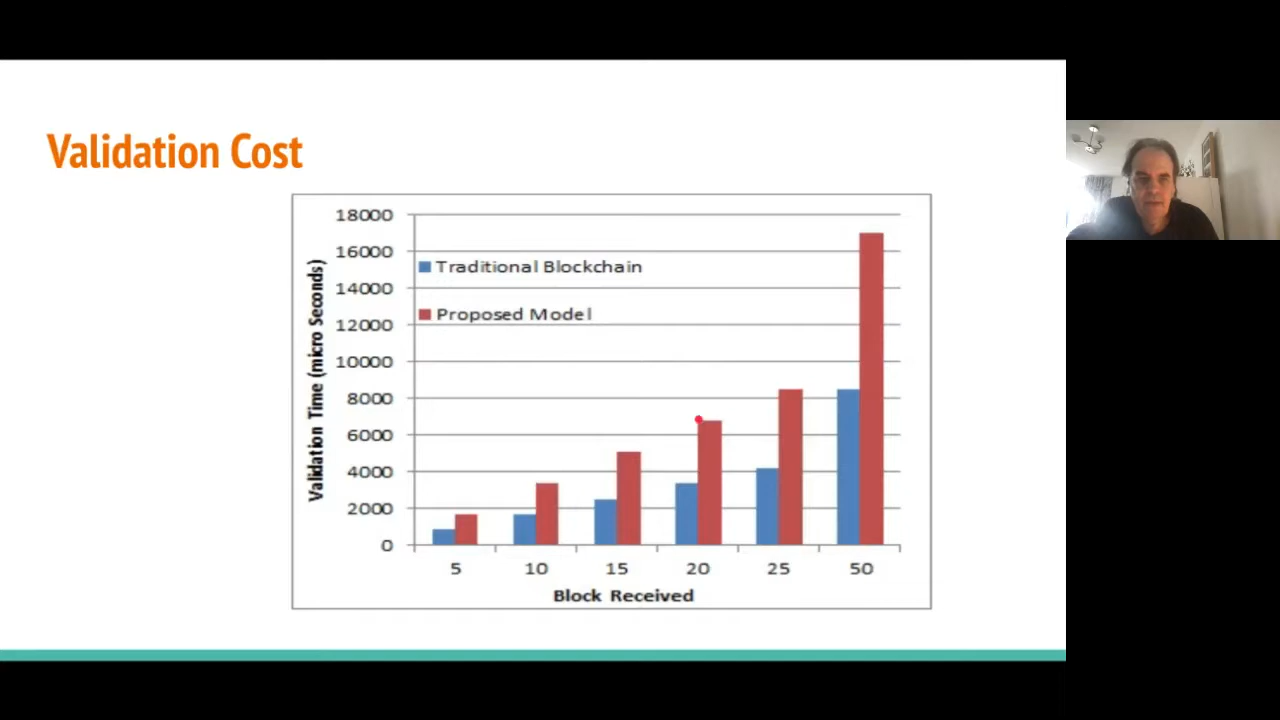 Validation Cost
18000
16000
14000
12000
10000
8000
6000
4000
2000
0
Validation Time (micro Seconds)
Traditional Blockchain
Proposed Model
5 10 15 20 25 50
Block Received